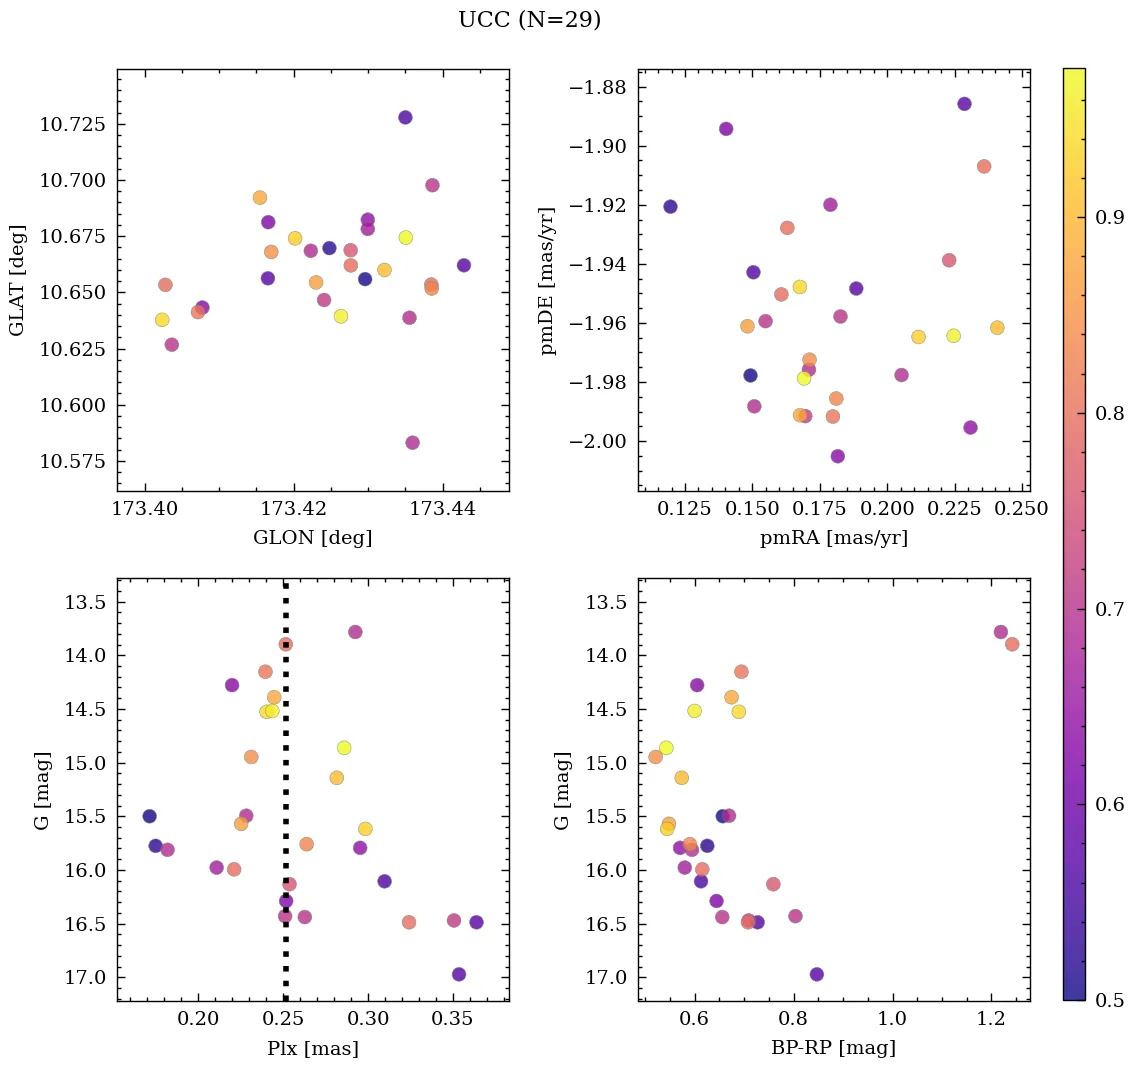 UCC (N=29)
10.725
10.700
10.675
10.650
10.625
10.600
10.575
GLAT [deg]
173.40 173.42 173.44
GLON [deg]
−1.88
−1.90
−1.92
−1.94
−1.96
−1.98
−2.00
pmDE [mas/yr]
0.125 0.150 0.175 0.200 0.225 0.250
pmRA [mas/yr]
13.5
14.0
14.5
15.0
15.5
16.0
16.5
17.0
G [mag]
0.20 0.25 0.30 0.35
Plx [mas]
13.5
14.0
14.5
15.0
15.5
16.0
16.5
17.0
G [mag]
0.6 0.8 1.0 1.2
BP-RP [mag]
0.9
0.8
0.7
0.6
0.5